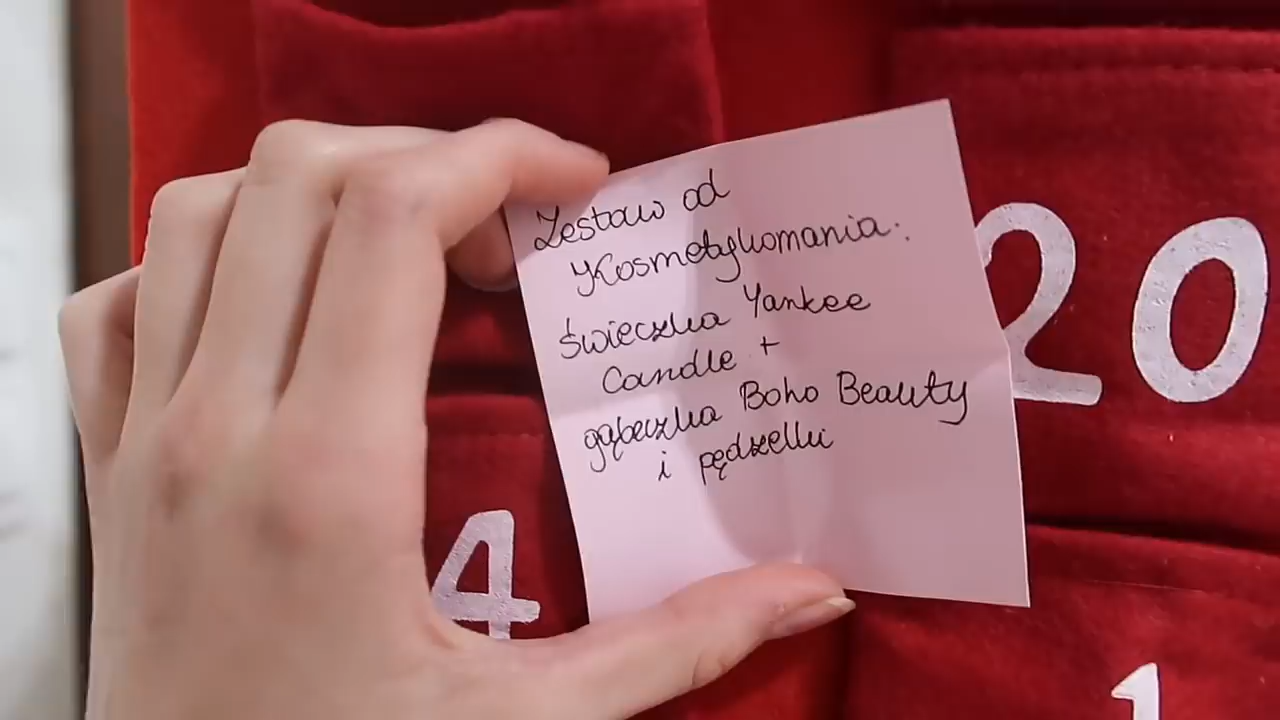 Zestaw od
Kosmetykomania:
świeczka Yankee
Candle +
gąbeczka Boho Beauty
i pędzelki
20
4
1